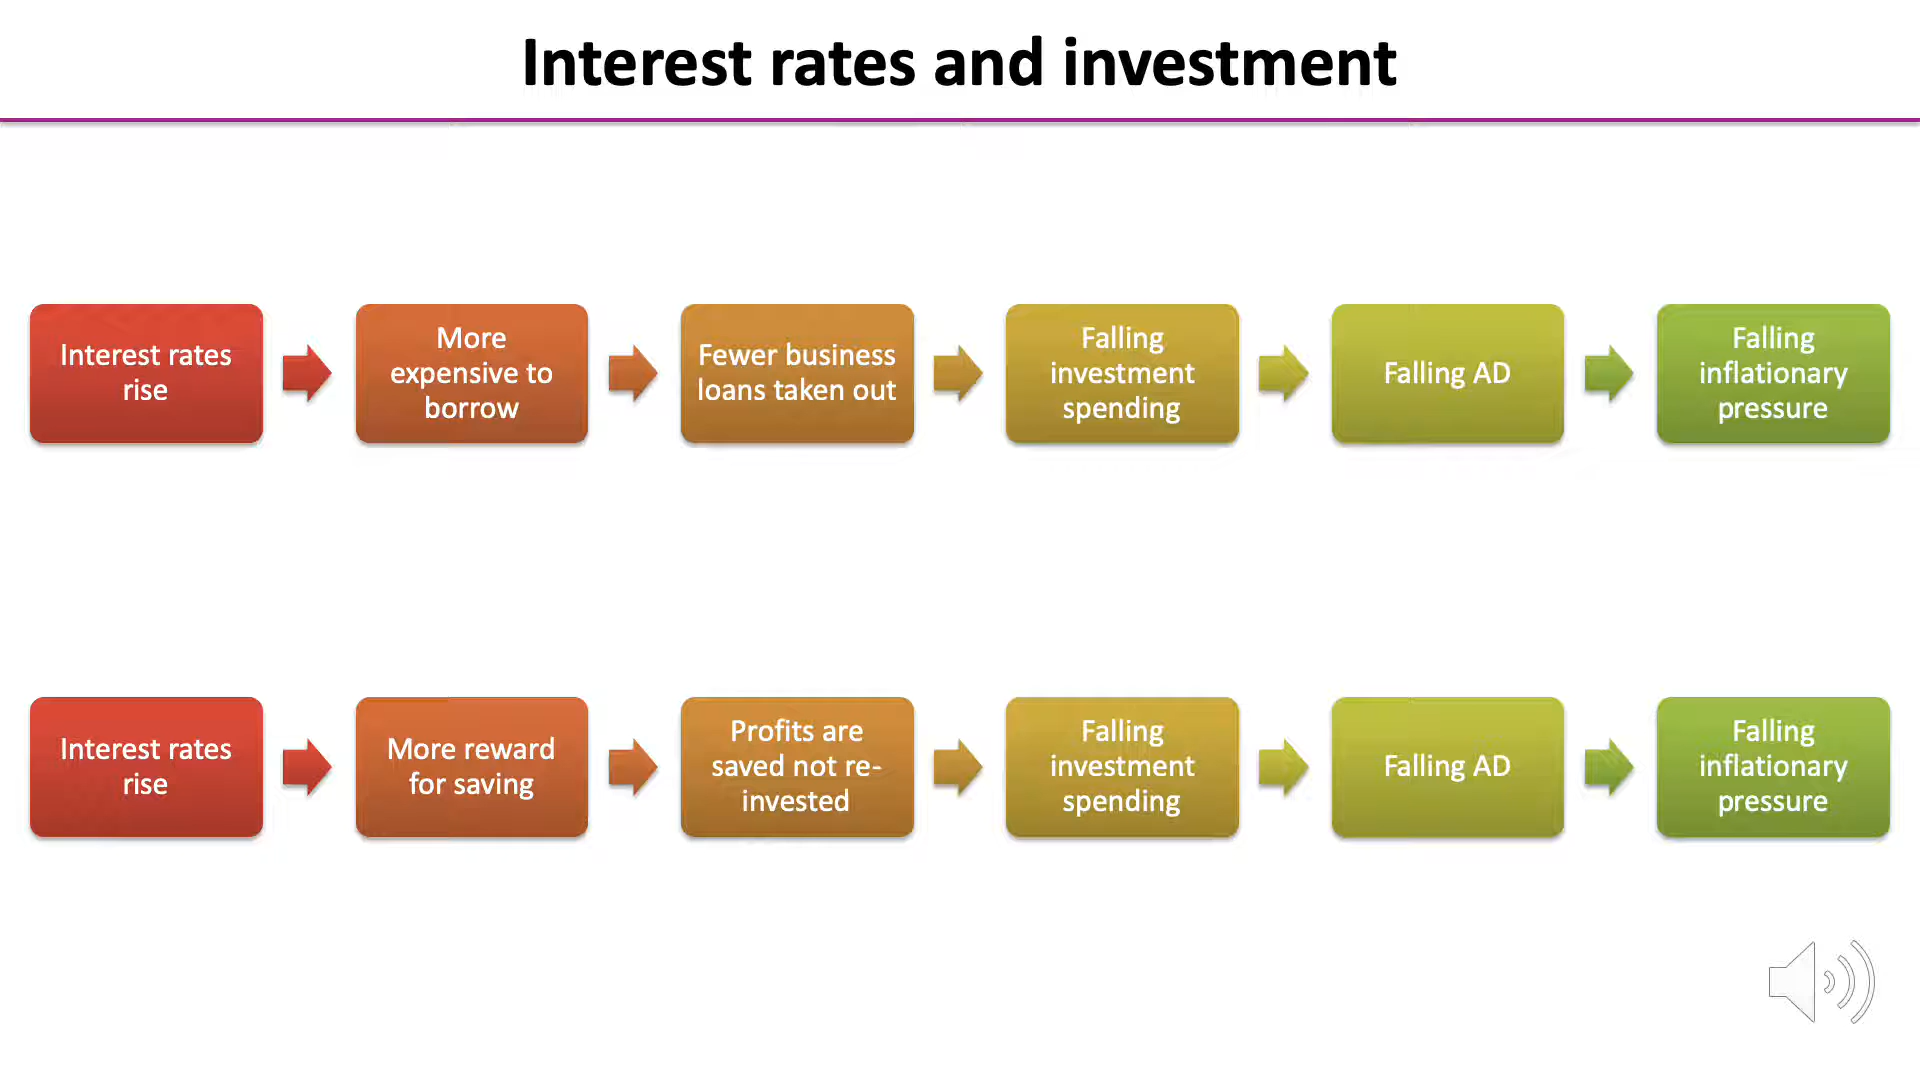 Interest rates and investment
Interest rates
rise
More
expensive to
borrow
Fewer business
loans taken out
Falling
investment
spending
Falling AD
Falling
inflationary
pressure
Interest rates
rise
More reward
for saving
Profits are
saved not re-
invested
Falling
investment
spending
Falling AD
Falling
inflationary
pressure